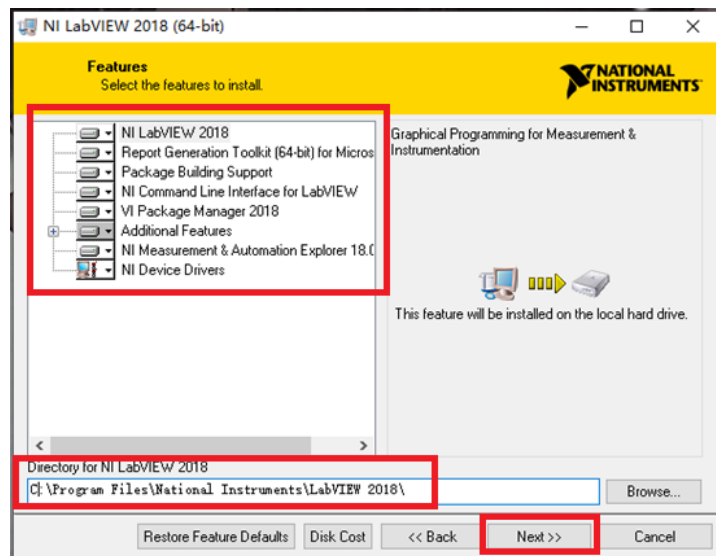 NI LabVIEW 2018 (64-bit)
Features
Select the features to install.
NATIONAL
INSTRUMENTS
NI LabVIEW 2018
Report Generation Toolkit (64-bit) for Micros
Package Building Support
NI Command Line Interface for LabVIEW
VI Package Manager 2018
Additional Features
NI Measurement & Automation Explorer 18.0
NI Device Drivers
Graphical Programming for Measurement &
Instrumentation
This feature will be installed on the local hard drive.
Directory for NI LabVIEW 2018
C:\Program Files\National Instruments\LabVIEW 2018\
Browse...
Restore Feature Defaults
Disk Cost
<< Back
Next >>
Cancel